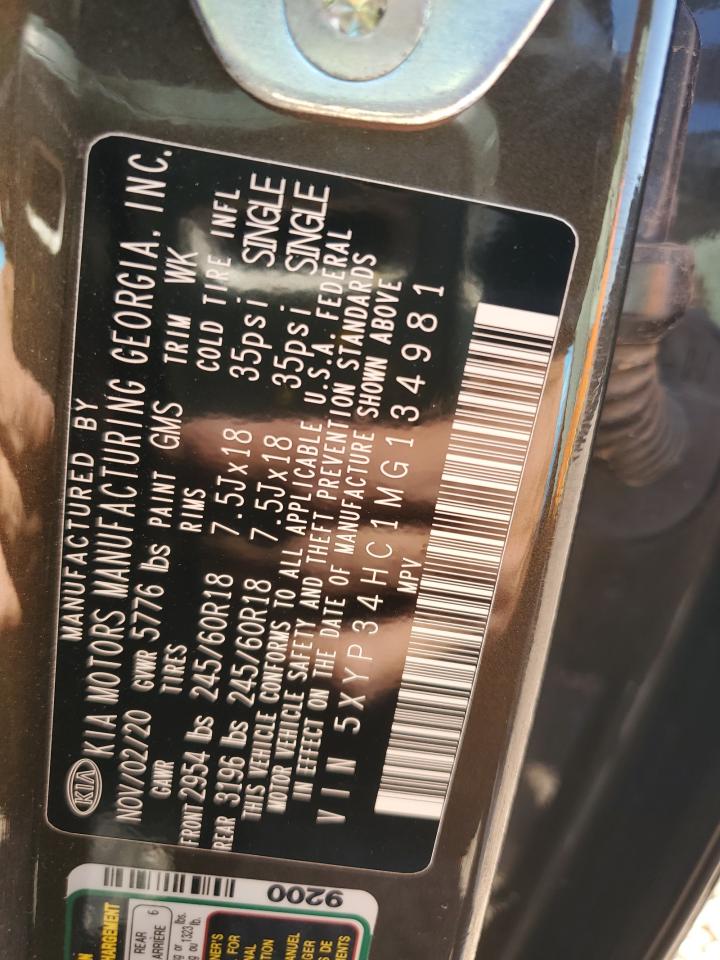 MANUFACTURED BY
KIA KIA MOTORS MANUFACTURING GEORGIA, INC.
NOV/02/20 GVWR 5776 lbs PAINT GMS TRIM WK
GAWR TIRES RIMS COLD TIRE INFL
FRONT 2954 lbs 245/60R18 7.5Jx18 35psi SINGLE
REAR 3196 lbs 245/60R18 7.5Jx18 35psi SINGLE
THIS VEHICLE CONFORMS TO ALL APPLICABLE U.S.A. FEDERAL
MOTOR VEHICLE SAFETY AND THEFT PREVENTION STANDARDS
IN EFFECT ON THE DATE OF MANUFACTURE SHOWN ABOVE
VIN 5XYP34HC1MG134981
MPV
9200